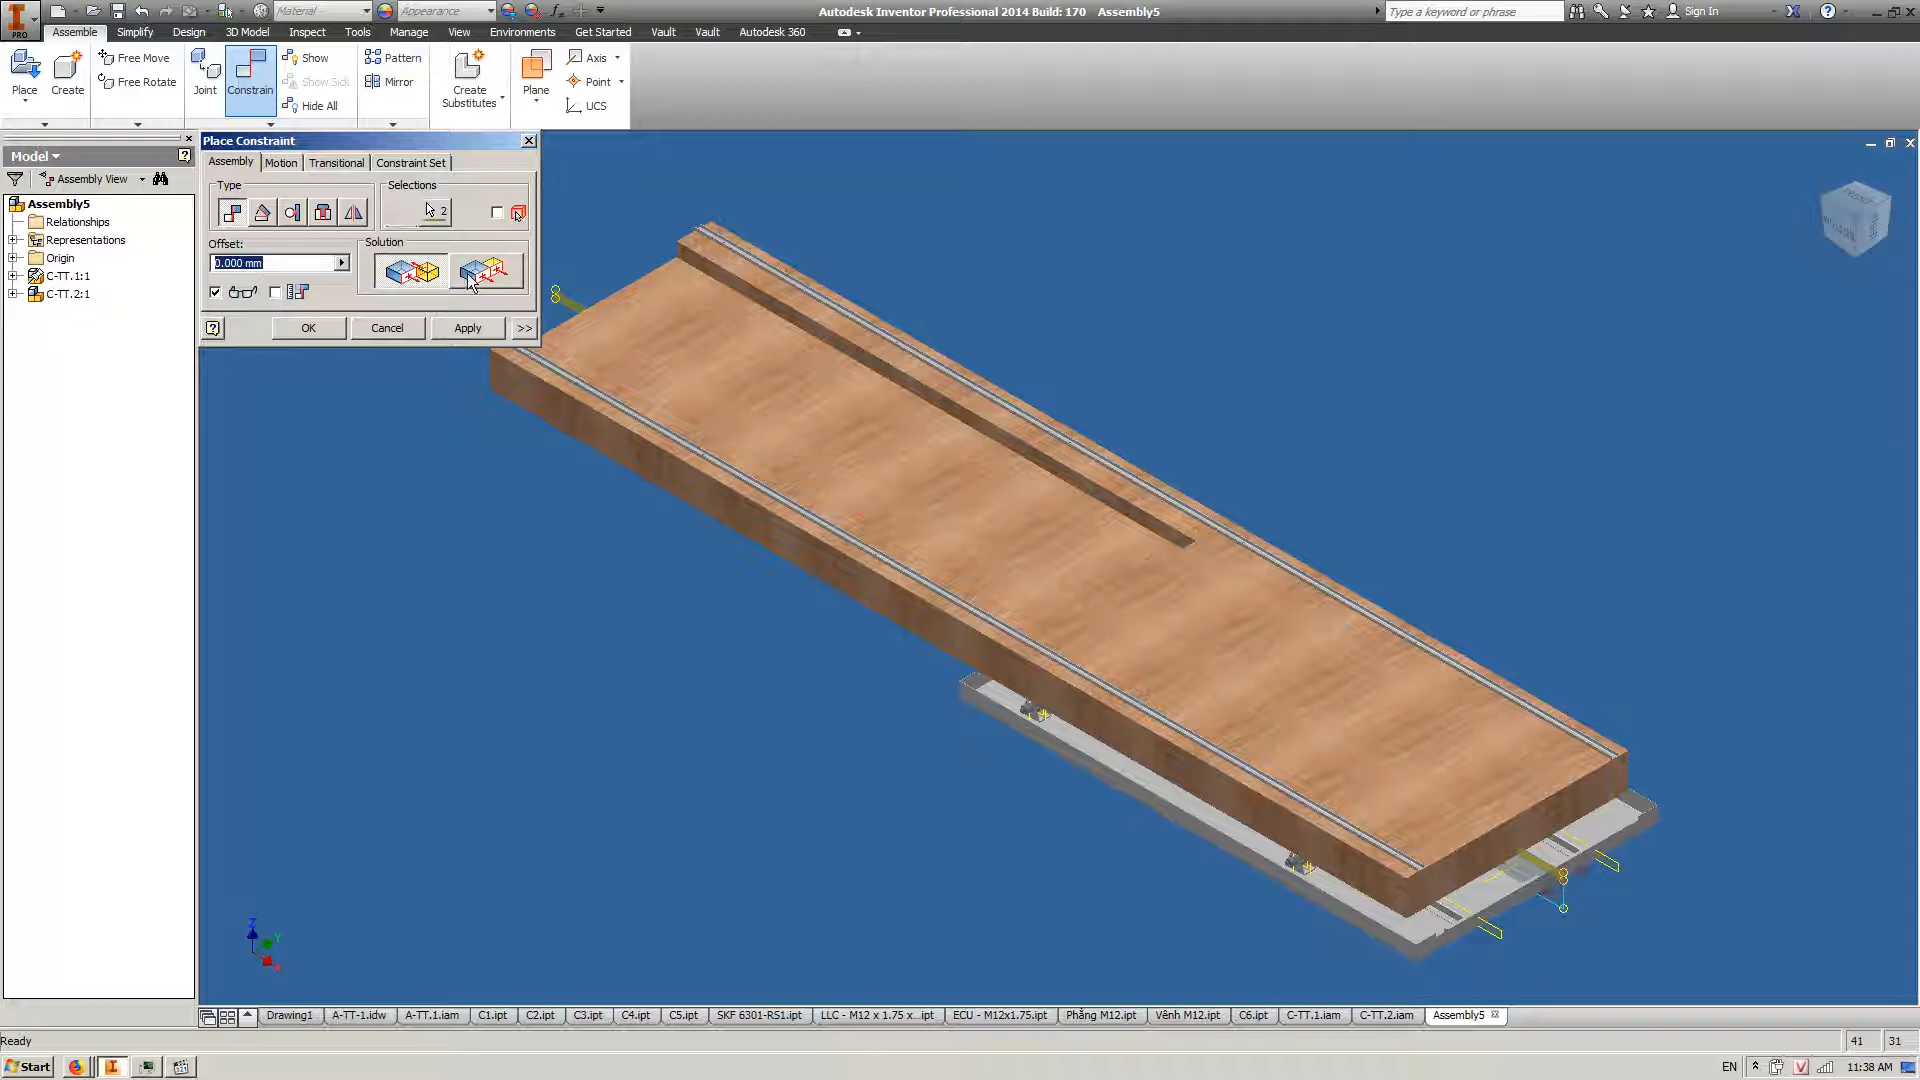 Material
Appearance
Autodesk Inventor Professional 2014 Build: 170 Assembly5
Type a keyword or phrase
Sign In
PRO
Assemble Simplify Design 3D Model Inspect Tools Manage View Environments Get Started Vault Vault Autodesk 360
Place
Create
Free Move
Free Rotate
Joint
Constrain
Show
Show Sick
Hide All
Pattern
Mirror
Create
Substitutes
Plane
Axis
Point
UCS
Model
Assembly View
Assembly5
Relationships
Representations
Origin
C-TT.1:1
C-TT.2:1
Place Constraint
Assembly Motion Transitional Constraint Set
Type
Selections
2
Offset:
0.000 mm
Solution
OK Cancel Apply >>
Z
Y
X
Drawing1 A-TT-1.idw A-TT.1.iam C1.ipt C2.ipt C3.ipt C4.ipt C5.ipt SKF 6301-RS1.ipt LLC - M12 x 1.75 x...ipt ECU - M12x1.75.ipt Phẳng M12.ipt Vênh M12.ipt C6.ipt C-TT.1.iam C-TT.2.iam Assembly5
Ready
41 31
Start
EN
11:38 AM